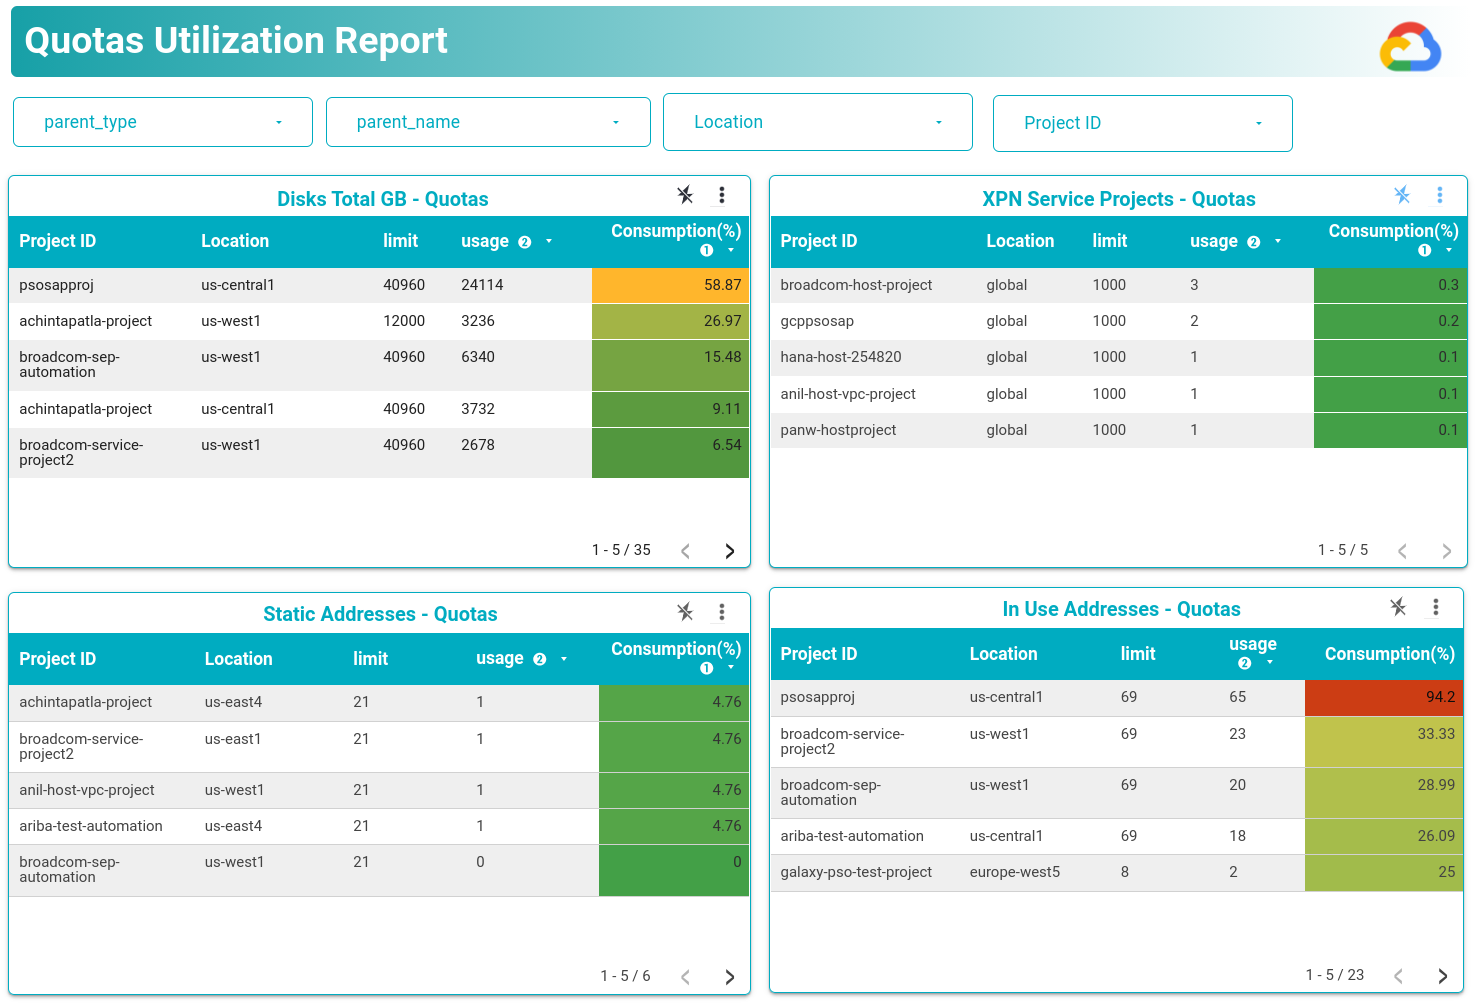 Quotas Utilization Report
parent_type
parent_name
Location
Project ID
Disks Total GB - Quotas
Project ID Location limit usage 2 Consumption(%) 1
psosapproj us-central1 40960 24114 58.87
achintapatla-project us-west1 12000 3236 26.97
broadcom-sep- us-west1 40960 6340 15.48
automation
achintapatla-project us-central1 40960 3732 9.11
broadcom-service- us-west1 40960 2678 6.54
project2
1 - 5 / 35
XPN Service Projects - Quotas
Project ID Location limit usage 2 Consumption(%) 1
broadcom-host-project global 1000 3 0.3
gcppsosap global 1000 2 0.2
hana-host-254820 global 1000 1 0.1
anil-host-vpc-project global 1000 1 0.1
panw-hostproject global 1000 1 0.1
1 - 5 / 5
Static Addresses - Quotas
Project ID Location limit usage 2 Consumption(%) 1
achintapatla-project us-east4 21 1 4.76
broadcom-service- us-east1 21 1 4.76
project2
anil-host-vpc-project us-west1 21 1 4.76
ariba-test-automation us-east4 21 1 4.76
broadcom-sep- us-west1 21 0 0
automation
1 - 5 / 6
In Use Addresses - Quotas
Project ID Location limit usage 2 Consumption(%)
psosapproj us-central1 69 65 94.2
broadcom-service- us-west1 69 23 33.33
project2
broadcom-sep- us-west1 69 20 28.99
automation
ariba-test-automation us-central1 69 18 26.09
galaxy-pso-test-project europe-west5 8 2 25
1 - 5 / 23